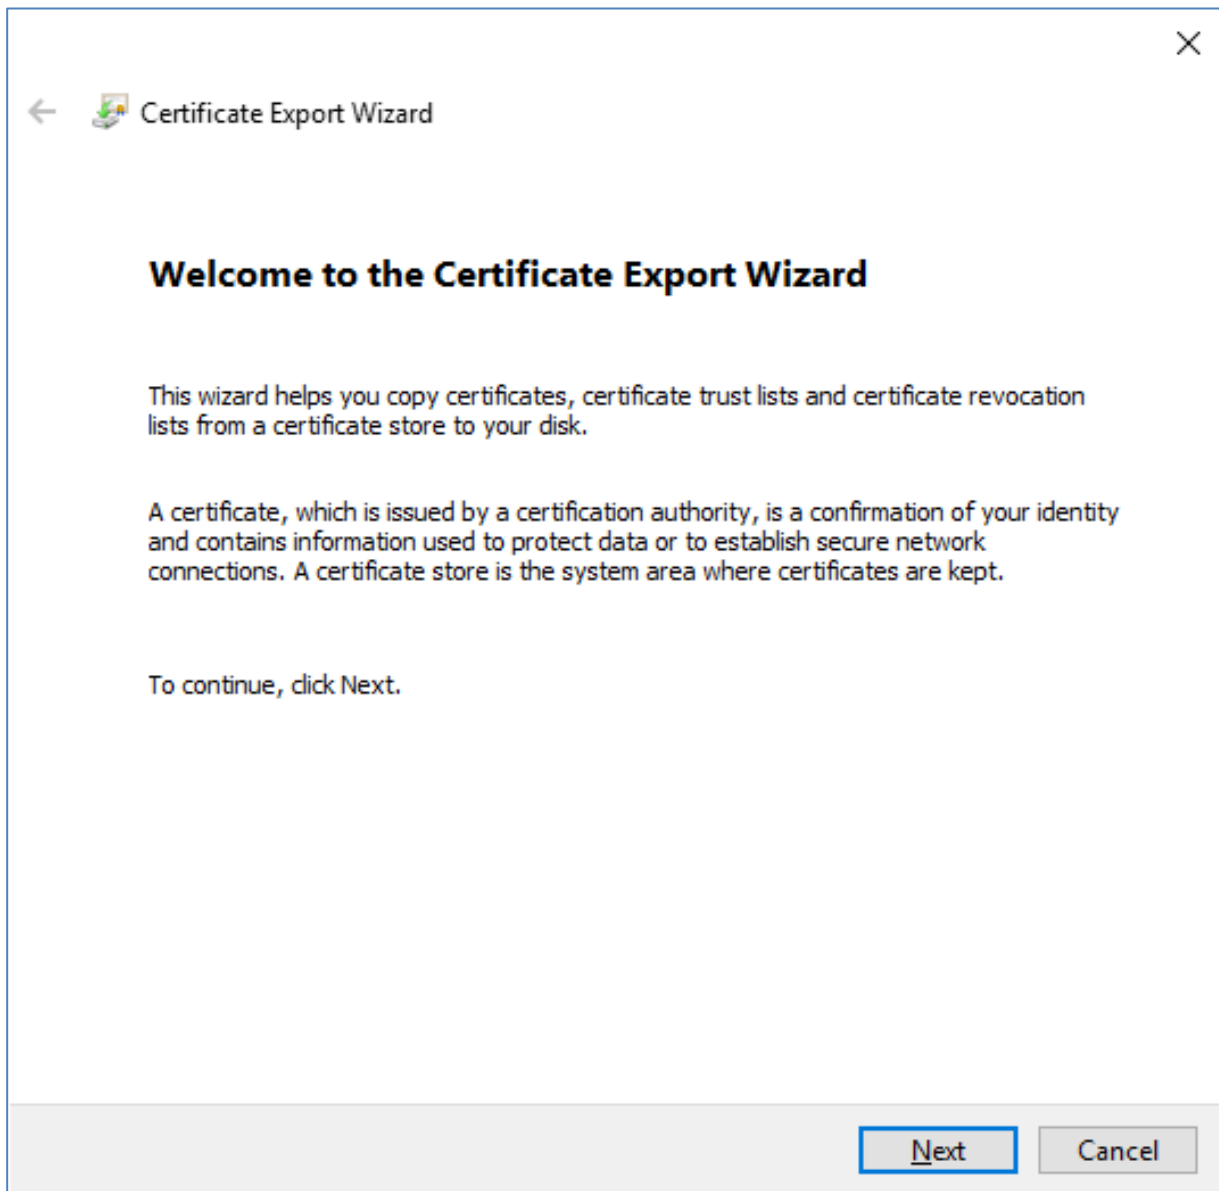 Certificate Export Wizard
Welcome to the Certificate Export Wizard
This wizard helps you copy certificates, certificate trust lists and certificate revocation
lists from a certificate store to your disk.
A certificate, which is issued by a certification authority, is a confirmation of your identity
and contains information used to protect data or to establish secure network
connections. A certificate store is the system area where certificates are kept.
To continue, click Next.
Next
Cancel